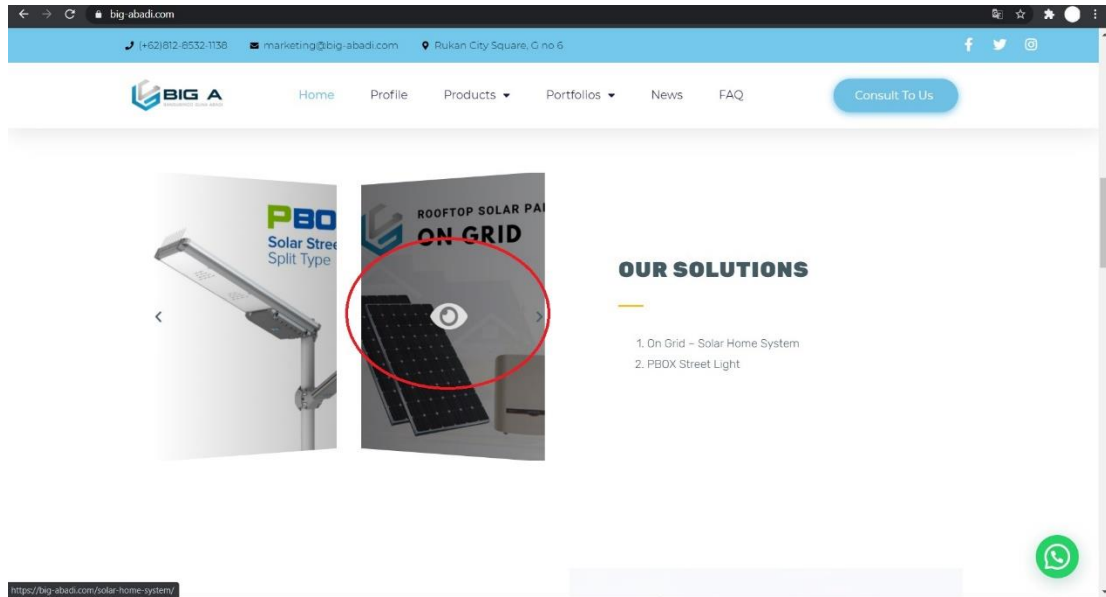 big-abadi.com
(+62)812-8532-1138 marketing@big-abadi.com Rukan City Square, G no 6
BIG A
Home Profile Products Portfolios News FAQ Consult To Us
PBO
Solar Stree
Split Type
ROOFTOP SOLAR PA
ON GRID
OUR SOLUTIONS
1. On Grid – Solar Home System
2. PBOX Street Light
https://big-abadi.com/solar-home-system/